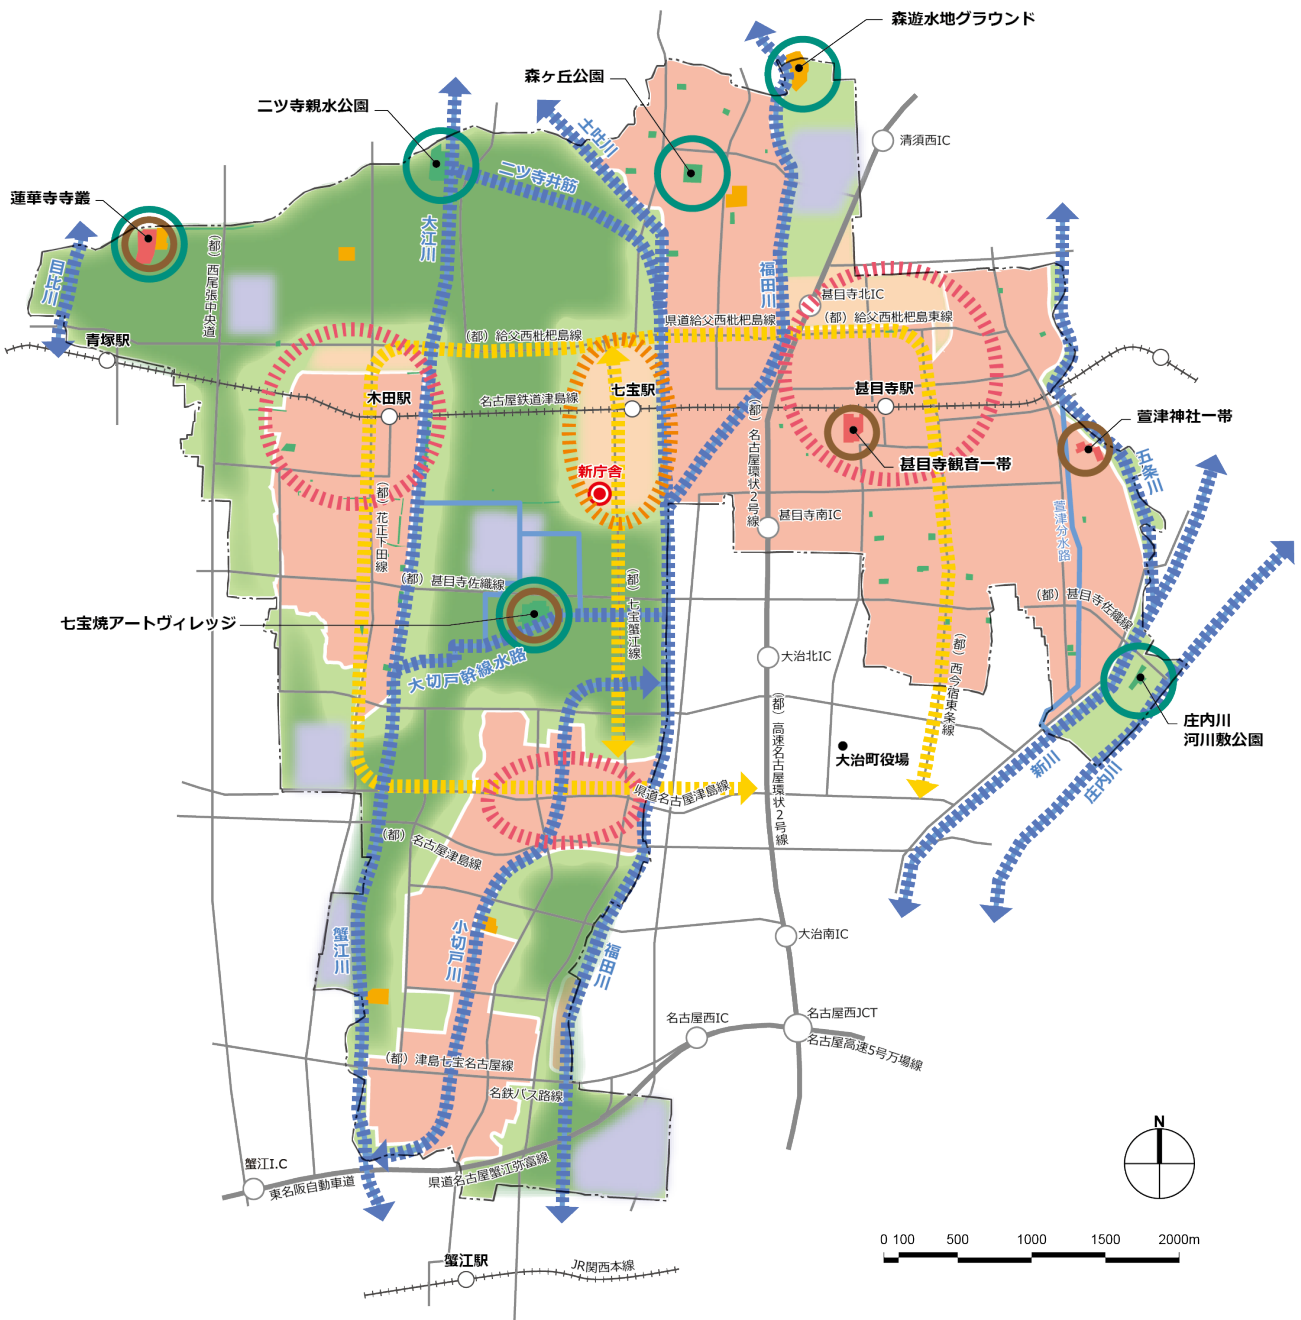 森遊水地グラウンド
森ヶ丘公園
二ツ寺親水公園
土吐川
清須西IC
二ツ寺井筋
蓮華寺寺叢
大江川
（都）西尾張中央道
目比川
福田川
甚目寺北IC
県道給父西枇杷島線
（都）給父西枇杷島東線
（都）給父西枇杷島線
青塚駅
木田駅
名古屋鉄道津島線
七宝駅
甚目寺駅
（都）名古屋環状2号線
萱津神社一帯
甚目寺観音一帯
新庁舎
五条川
（都）花正下田線
甚目寺南IC
萱津分水路
（都）甚目寺佐織線
（都）七宝蟹江線
（都）甚目寺佐織線
七宝焼アートヴィレッジ
大切戸幹線水路
大治北IC
（都）西今宿東条線
（都）高速名古屋環状2号線
庄内川
河川敷公園
大治町役場
新川
庄内川
県道名古屋津島線
（都）名古屋津島線
蟹江川
小切戸川
福田川
大治南IC
名古屋西IC
名古屋西JCT
名古屋高速5号万場線
（都）津島七宝名古屋線
名鉄バス路線
蟹江I.C
東名阪自動車道
県道名古屋蟹江弥富線
N
0 100 500 1000 1500 2000m
蟹江駅
JR関西本線